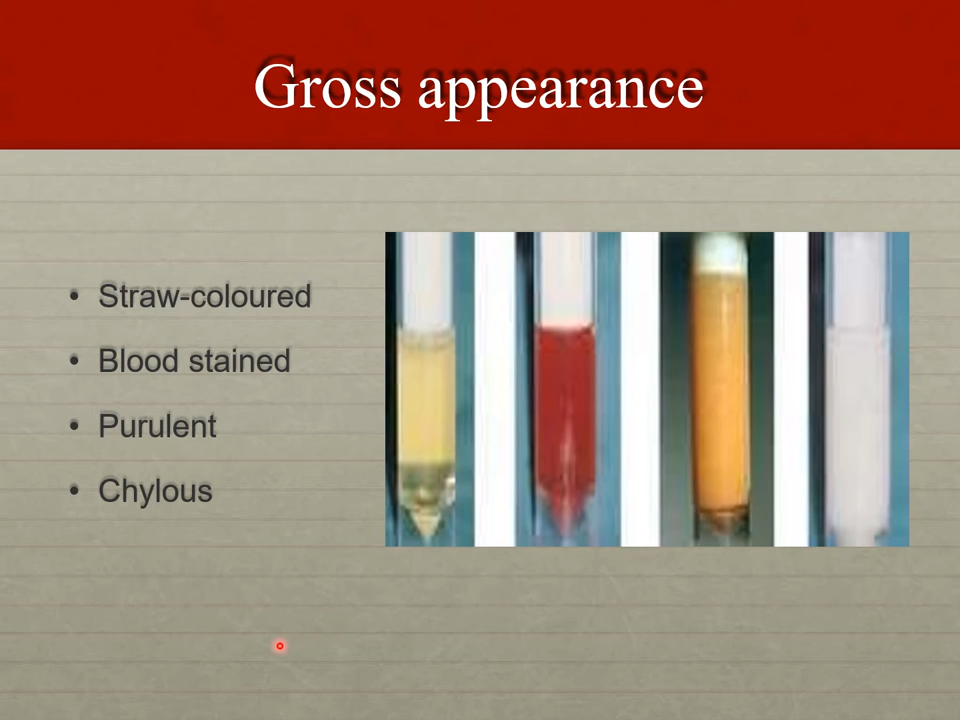 Gross appearance
• Straw-coloured
• Blood stained
• Purulent
• Chylous